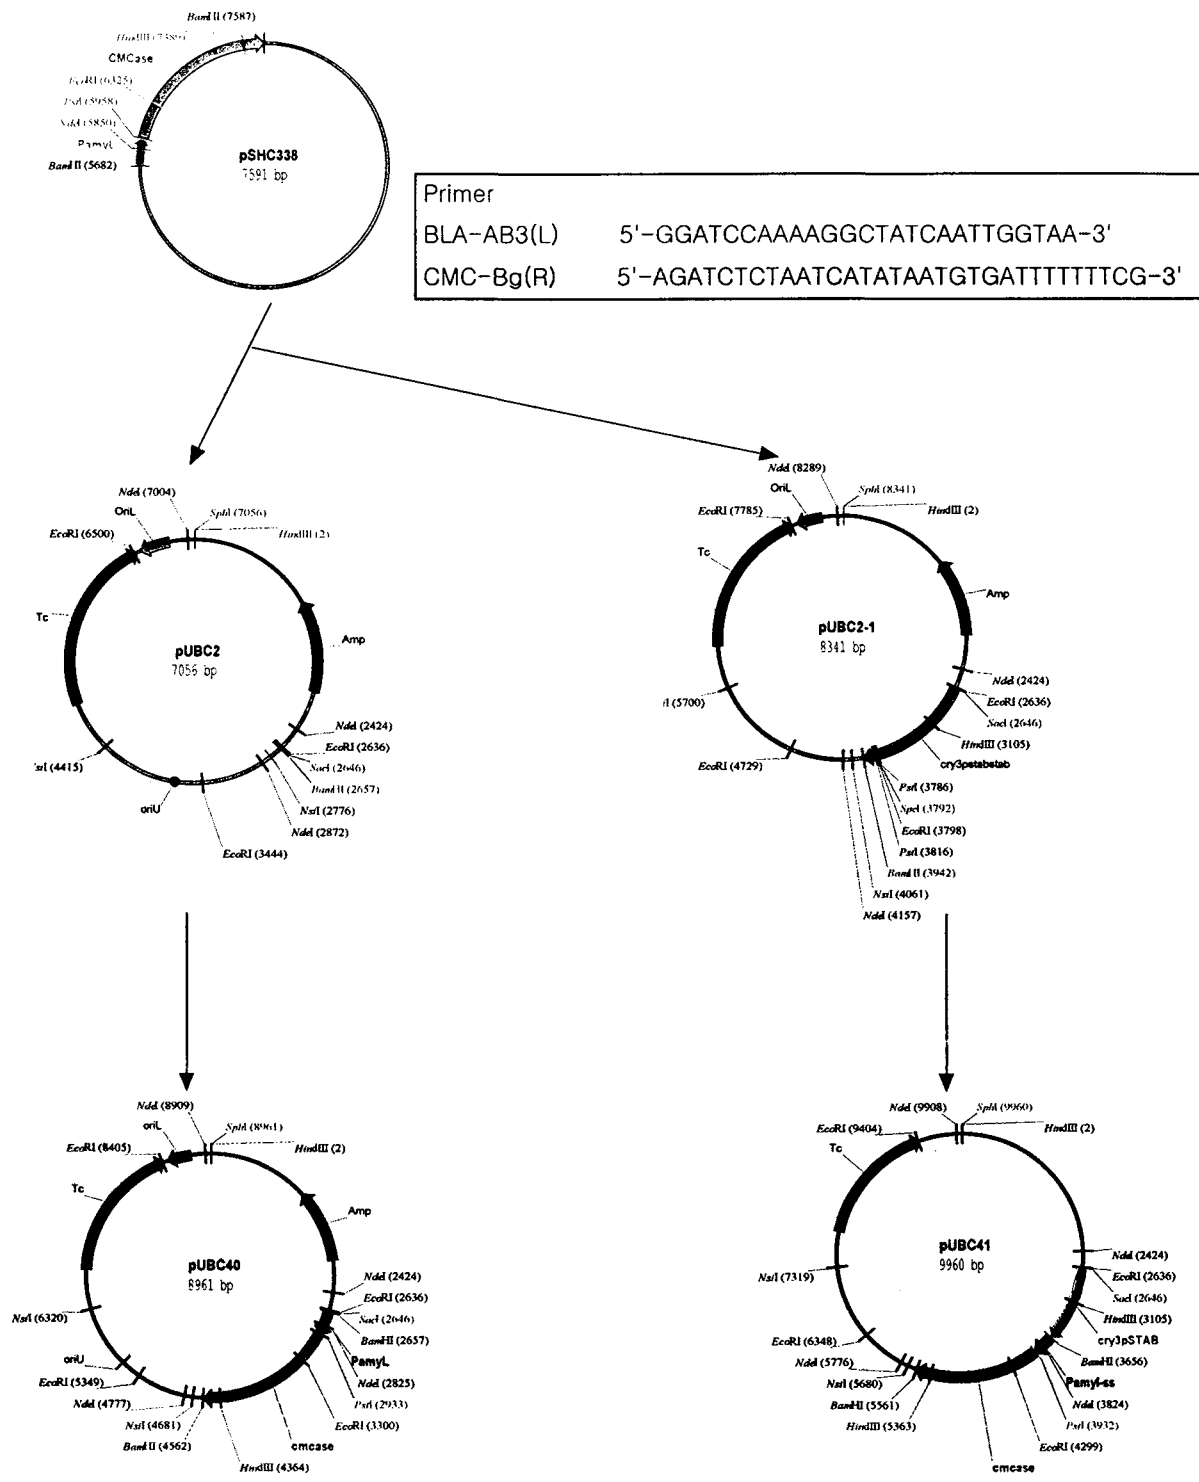 BamHI (7587)
HindIII (7389)
CMCase
EcoRI (6325)
PstI (5958)
NdeI (5850)
PamyL
BamHI (5682)
pSHC338
7591 bp
Primer
BLA-AB3(L) 5'-GGATCCAAAAGGCTATCAATTGGTAA-3'
CMC-Bg(R) 5'-AGATCTCTAATCATATAATGTGATTTTTTTCG-3'
NdeI (7004)
OriL
SphI (7056)
EcoRI (6500)
HindIII (2)
Tc
pUBC2
7056 bp
Amp
NdeI (2424)
EcoRI (2636)
SacI (2646)
BamHI (2657)
NsiI (2776)
NdeI (2872)
EcoRI (3444)
oriU
(4415)
NdeI (8289)
OriL
SphI (8341)
EcoRI (7785)
HindIII (2)
Tc
Amp
pUBC2-1
8341 bp
NdeI (2424)
EcoRI (2636)
SacI (2646)
HindIII (3105)
cry3pstabstab
(5700)
EcoRI (4729)
PstI (3786)
SpeI (3792)
EcoRI (3798)
PstI (3816)
BamHI (3942)
NsiI (4061)
NdeI (4157)
NdeI (8909)
oriL
SphI (8961)
EcoRI (8405)
HindIII (2)
Tc
Amp
pUBC40
8961 bp
NdeI (2424)
EcoRI (2636)
SacI (2646)
BamHI (2657)
PamyL
NdeI (2825)
PstI (2933)
EcoRI (3300)
cmcase
HindIII (4364)
BamHI (4562)
NsiI (4681)
NdeI (4777)
EcoRI (5349)
oriU
NsiI (6320)
NdeI (9908)
SphI (9960)
EcoRI (9404)
HindIII (2)
Tc
pUBC41
9960 bp
NdeI (2424)
EcoRI (2636)
SacI (2646)
HindIII (3105)
cry3pSTAB
BamHI (3656)
Pamyl-ss
NdeI (3824)
PstI (3932)
EcoRI (4299)
cmcase
HindIII (5363)
BamHI (5561)
NsiI (5680)
NdeI (5776)
EcoRI (6348)
NsiI (7319)